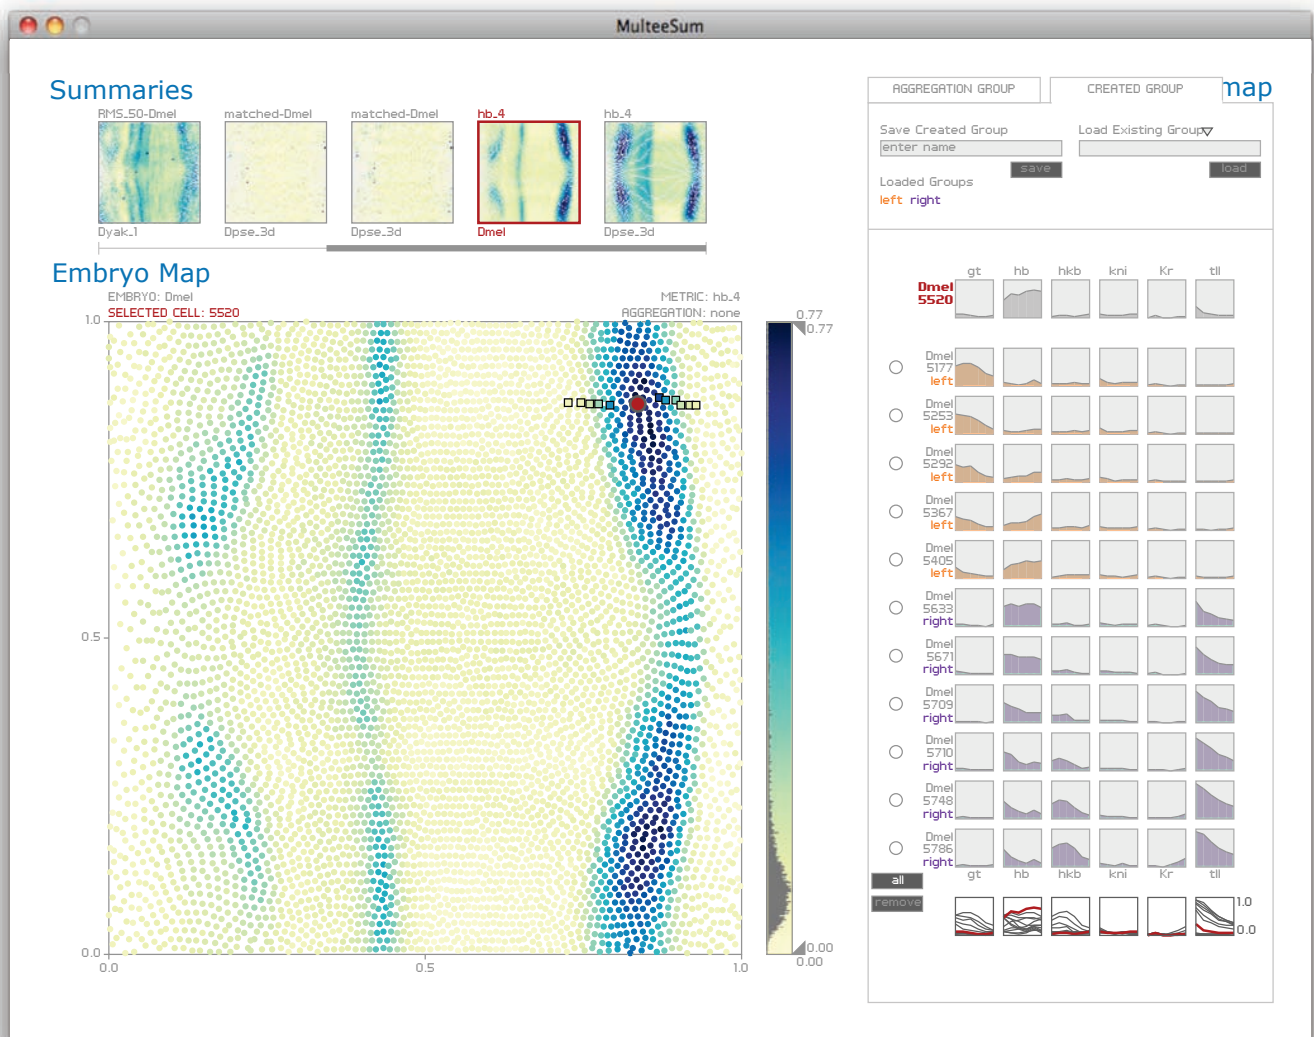 MulteeSum
Summaries
RMS_50-Dmel
matched-Dmel
matched-Dmel
hb_4
hb_4
Dyak_1
Dpse_3d
Dpse_3d
Dmel
Dpse_3d
Embryo Map
EMBRYO: Dmel
SELECTED CELL: 5520
METRIC: hb_4
AGGREGATION: none
1.0
0.5
0.0
0.0
0.5
1.0
0.77
0.77
0.00
0.00
AGGREGATION GROUP
CREATED GROUP
map
Save Created Group
enter name
save
Load Existing Group
load
Loaded Groups
left right
gt hb hkb kni Kr tll
Dmel
5520
Dmel
5177
left
Dmel
5253
left
Dmel
5292
left
Dmel
5367
left
Dmel
5405
left
Dmel
5633
right
Dmel
5671
right
Dmel
5709
right
Dmel
5710
right
Dmel
5748
right
Dmel
5786
right
gt hb hkb kni Kr tll
all
remove
1.0
0.0